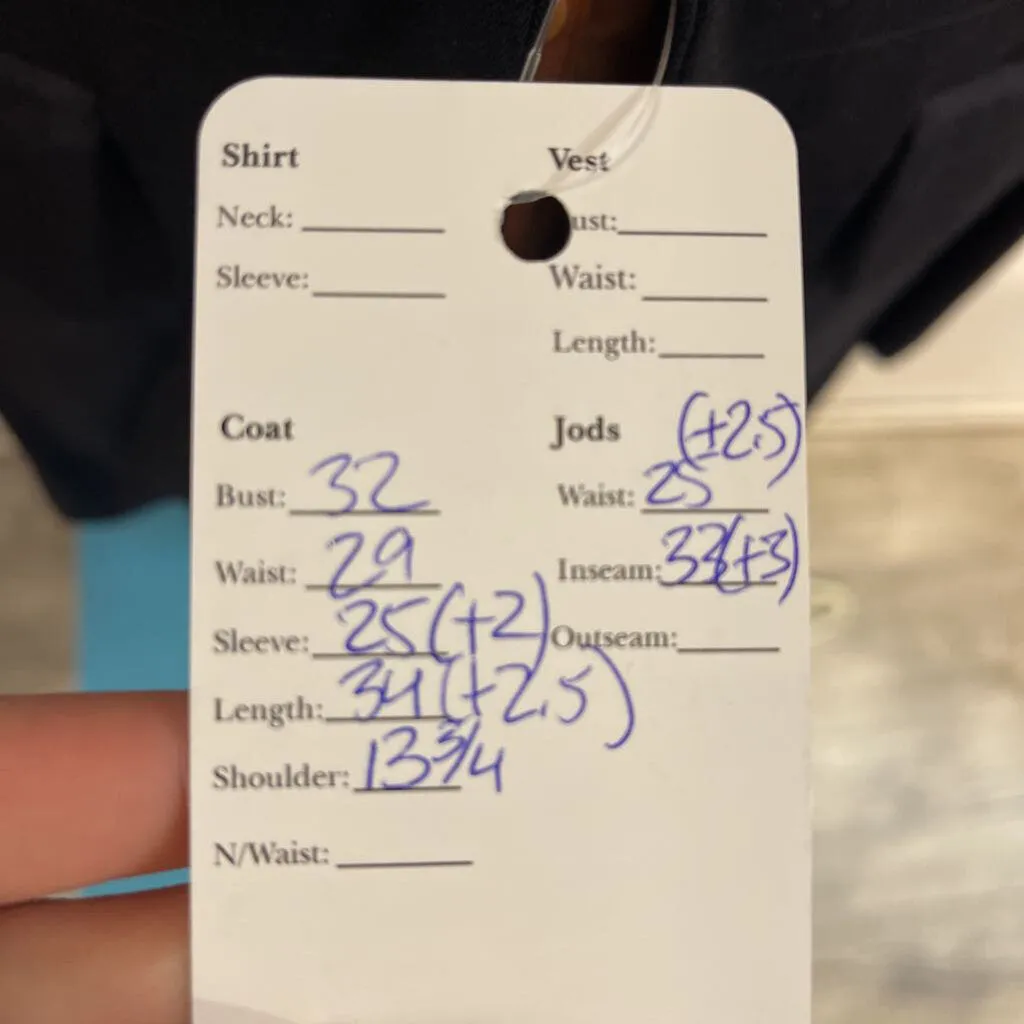 Shirt
Neck:
Sleeve:
Vest
ust:
Waist:
Length:
Coat
Bust: 32
Waist: 29
Sleeve: 25 (+2)
Length: 34 (+2.5)
Shoulder: 13 3/4
N/Waist:
Jods (+2.5)
Waist: 25
Inseam: 33 (+3)
Outseam: